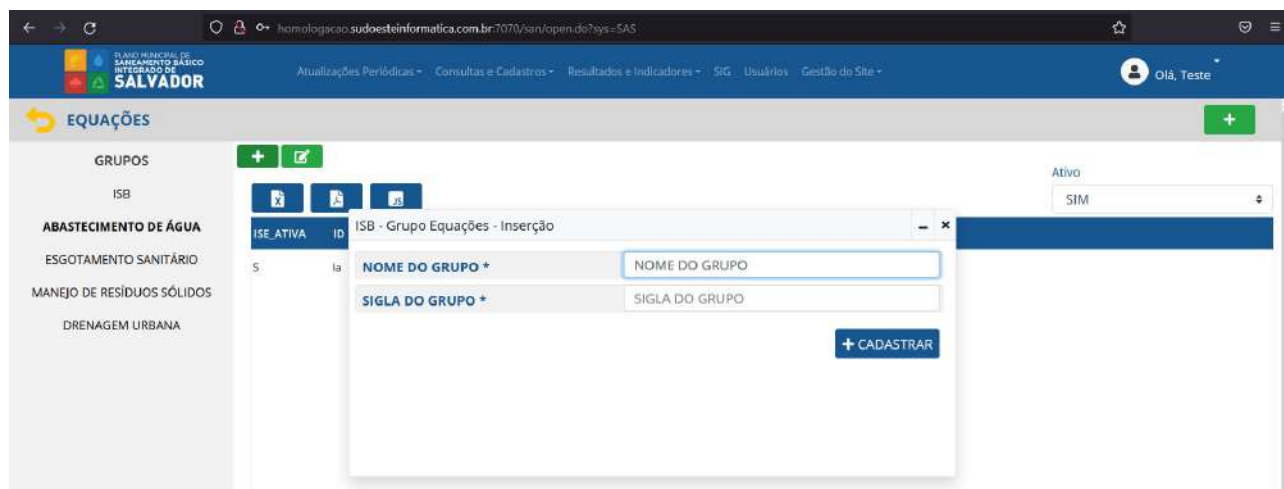 homologacao.sudoesteinformatica.com.br:7070/san/open.do?sys=SAS
PLANO MUNICIPAL DE
SANEAMENTO BÁSICO
INTEGRADO DE
SALVADOR
Atualizações Periódicas Consultas e Cadastros Resultados e Indicadores SIG Usuários Gestão do Site
Olá, Teste
EQUAÇÕES
+
GRUPOS
ISB
ABASTECIMENTO DE ÁGUA
ESGOTAMENTO SANITÁRIO
MANEJO DE RESÍDUOS SÓLIDOS
DRENAGEM URBANA
+
Ativo
SIM
JS
ISE_ATIVA ID
S Ia
ISB - Grupo Equações - Inserção
NOME DO GRUPO * NOME DO GRUPO
SIGLA DO GRUPO * SIGLA DO GRUPO
+ CADASTRAR